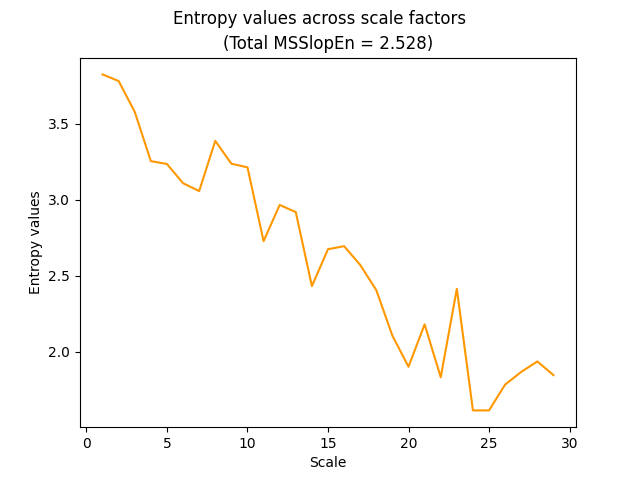 Entropy values across scale factors
(Total MSSlopEn = 2.528)
Entropy values
3.5
3.0
2.5
2.0
0 5 10 15 20 25 30
Scale